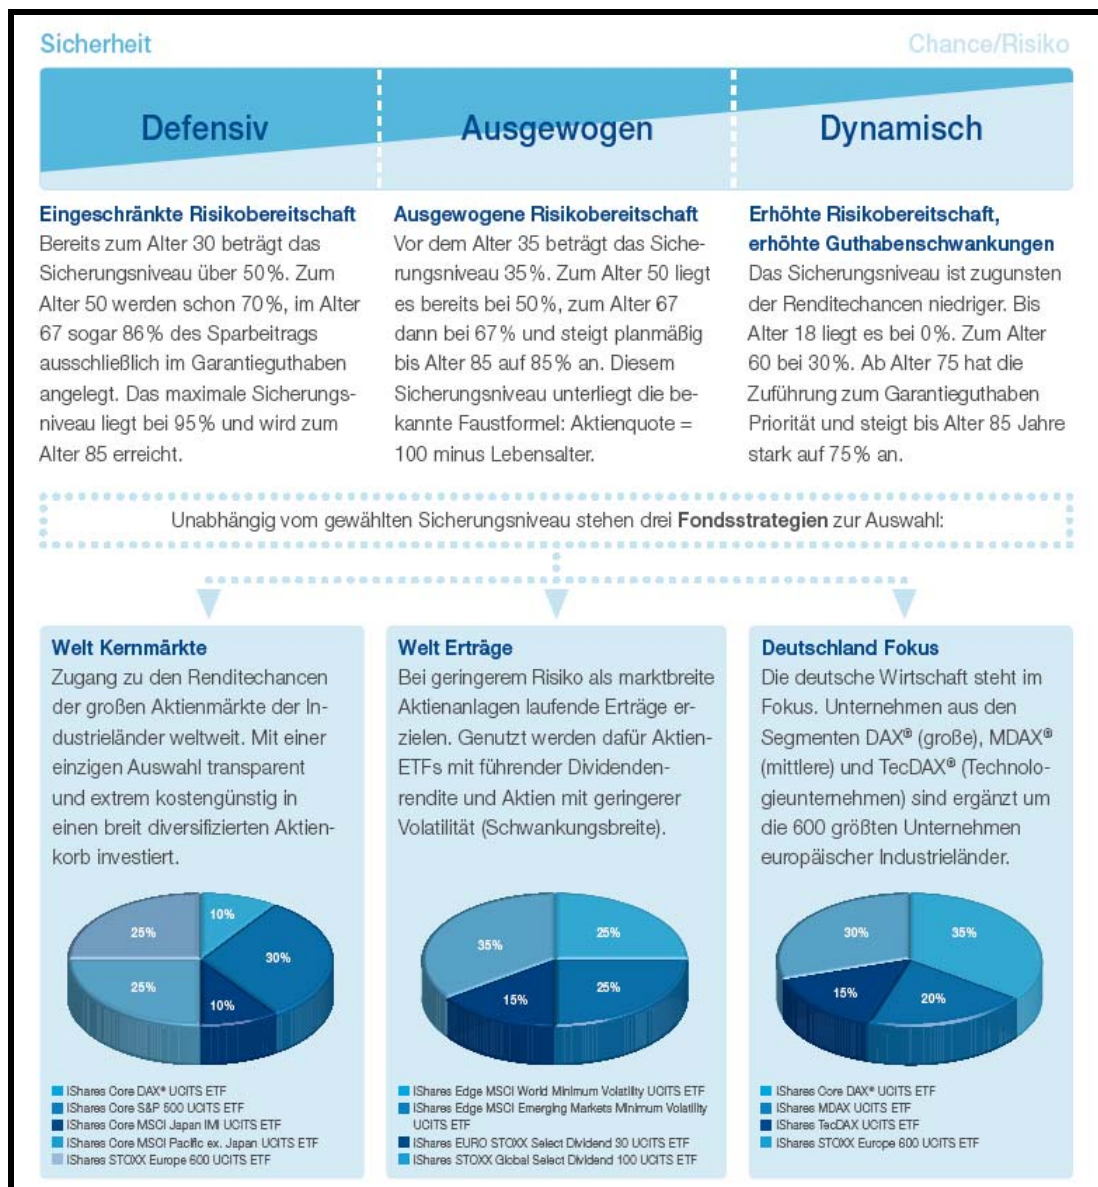 Sicherheit
Chance/Risiko
Defensiv
Ausgewogen
Dynamisch
Eingeschränkte Risikobereitschaft
Bereits zum Alter 30 beträgt das
Sicherungsniveau über 50%. Zum
Alter 50 werden schon 70%, im Alter
67 sogar 86% des Sparbeitrags
ausschließlich im Garantieguthaben
angelegt. Das maximale Sicherungs-
niveau liegt bei 95% und wird zum
Alter 85 erreicht.
Ausgewogene Risikobereitschaft
Vor dem Alter 35 beträgt das Siche-
rungsniveau 35%. Zum Alter 50 liegt
es bereits bei 50%, zum Alter 67
dann bei 67% und steigt planmäßig
bis Alter 85 auf 85% an. Diesem
Sicherungsniveau unterliegt die be-
kannte Faustformel: Aktienquote =
100 minus Lebensalter.
Erhöhte Risikobereitschaft,
erhöhte Guthabenschwankungen
Das Sicherungsniveau ist zugunsten
der Renditechancen niedriger. Bis
Alter 18 liegt es bei 0%. Zum Alter
60 bei 30%. Ab Alter 75 hat die
Zuführung zum Garantieguthaben
Priorität und steigt bis Alter 85 Jahre
stark auf 75% an.
Unabhängig vom gewählten Sicherungsniveau stehen drei Fondsstrategien zur Auswahl:
Welt Kernmärkte
Zugang zu den Renditechancen
der großen Aktienmärkte der In-
dustrieländer weltweit. Mit einer
einzigen Auswahl transparent
und extrem kostengünstig in
einen breit diversifizierten Aktien-
korb investiert.
25%
10%
30%
25%
10%
IShares Core DAX® UCITS ETF
IShares Core S&P 500 UCITS ETF
IShares Core MSCI Japan IMI UCITS ETF
IShares Core MSCI Pacific ex. Japan UCITS ETF
IShares STOXX Europe 600 UCITS ETF
Welt Erträge
Bei geringerem Risiko als marktbreite
Aktienanlagen laufende Erträge er-
zielen. Genutzt werden dafür Aktien-
ETFs mit führender Dividenden-
rendite und Aktien mit geringerer
Volatilität (Schwankungsbreite).
35%
25%
15%
25%
IShares Edge MSCI World Minimum Volatility UCITS ETF
IShares Edge MSCI Emerging Markets Minimum Volatility
UCITS ETF
IShares EURO STOXX Select Dividend 30 UCITS ETF
IShares STOXX Global Select Dividend 100 UCITS ETF
Deutschland Fokus
Die deutsche Wirtschaft steht im
Fokus. Unternehmen aus den
Segmenten DAX® (große), MDAX®
(mittlere) und TecDAX® (Technolo-
gieunternehmen) sind ergänzt um
die 600 größten Unternehmen
europäischer Industrieländer.
30%
35%
15%
20%
IShares Core DAX® UCITS ETF
IShares MDAX UCITS ETF
IShares TecDAX UCITS ETF
IShares STOXX Europe 600 UCITS ETF